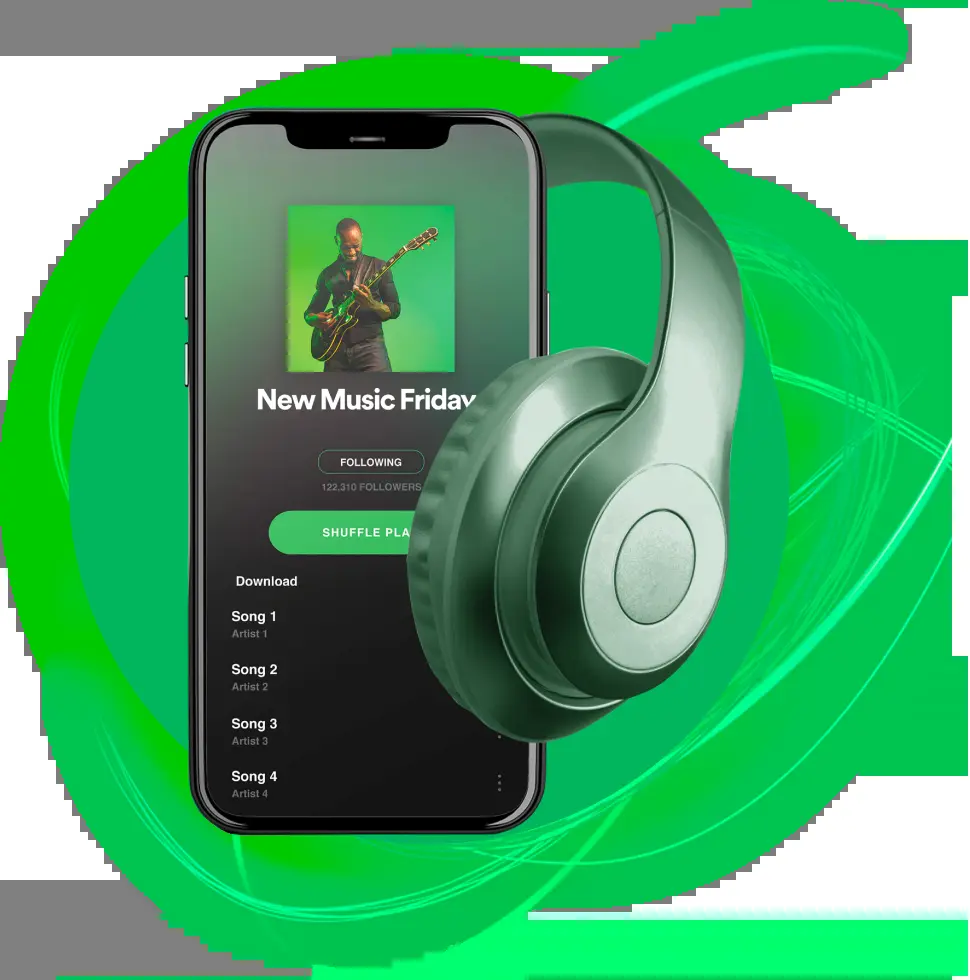 New Music Friday
FOLLOWING
122,310 FOLLOWERS
SHUFFLE PLA
Download
Song 1
Artist 1
Song 2
Artist 2
Song 3
Artist 3
Song 4
Artist 4